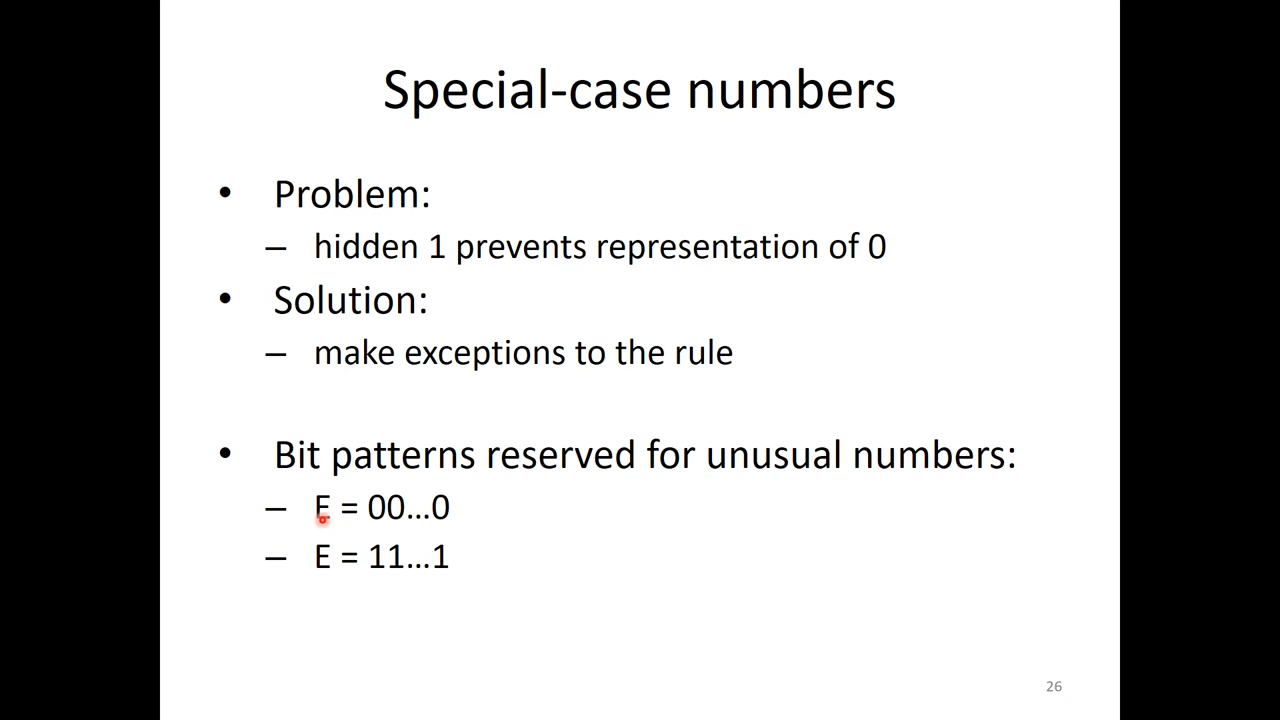 Special-case numbers
• Problem:
– hidden 1 prevents representation of 0
• Solution:
– make exceptions to the rule
• Bit patterns reserved for unusual numbers:
– E = 00...0
– E = 11...1
26